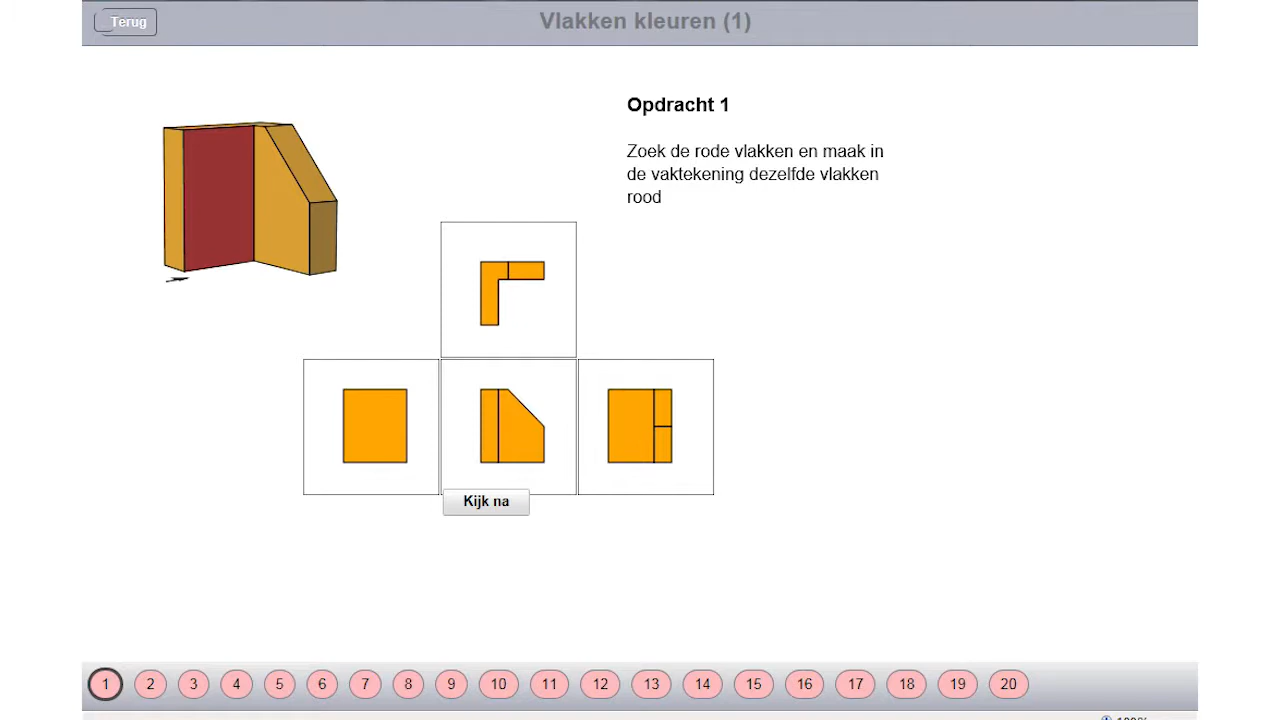 Terug
Vlakken kleuren (1)
Opdracht 1
Zoek de rode vlakken en maak in
de vaktekening dezelfde vlakken
rood
Kijk na
1 2 3 4 5 6 7 8 9 10 11 12 13 14 15 16 17 18 19 20